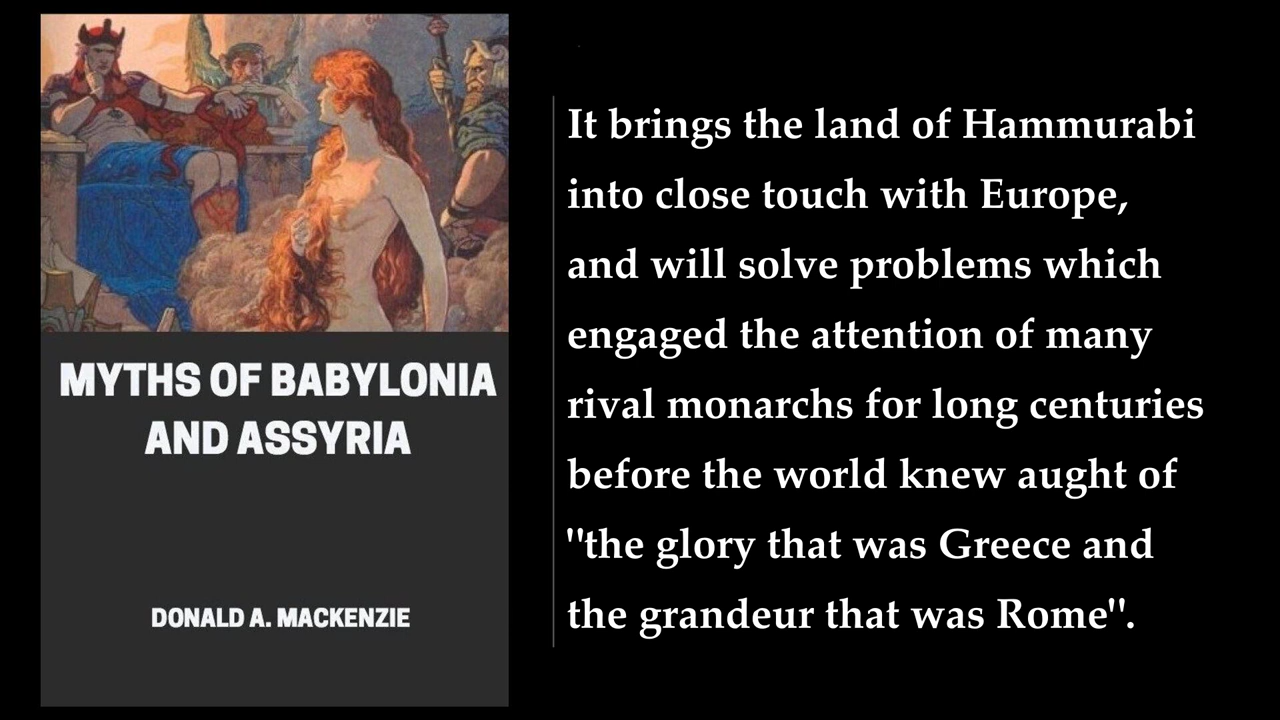 MYTHS OF BABYLONIA
AND ASSYRIA
DONALD A. MACKENZIE
It brings the land of Hammurabi
into close touch with Europe,
and will solve problems which
engaged the attention of many
rival monarchs for long centuries
before the world knew aught of
"the glory that was Greece and
the grandeur that was Rome".